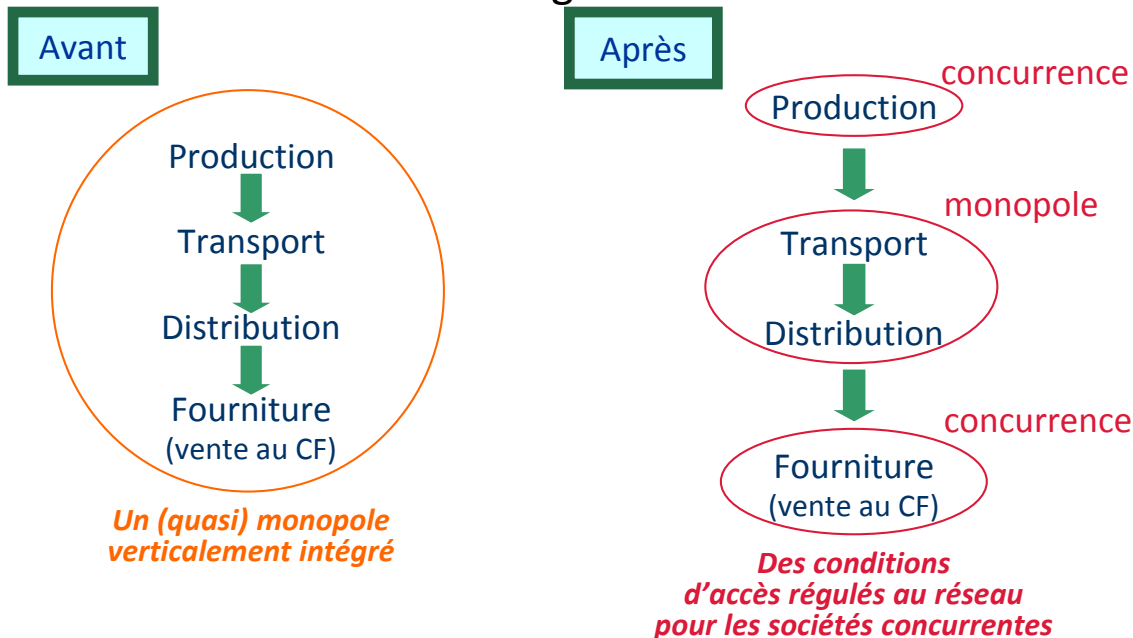 Avant
Production
Transport
Distribution
Fourniture
(vente au CF)
Un (quasi) monopole
verticalement intégré
Après
concurrence
Production
monopole
Transport
Distribution
concurrence
Fourniture
(vente au CF)
Des conditions
d'accès régulés au réseau
pour les sociétés concurrentes